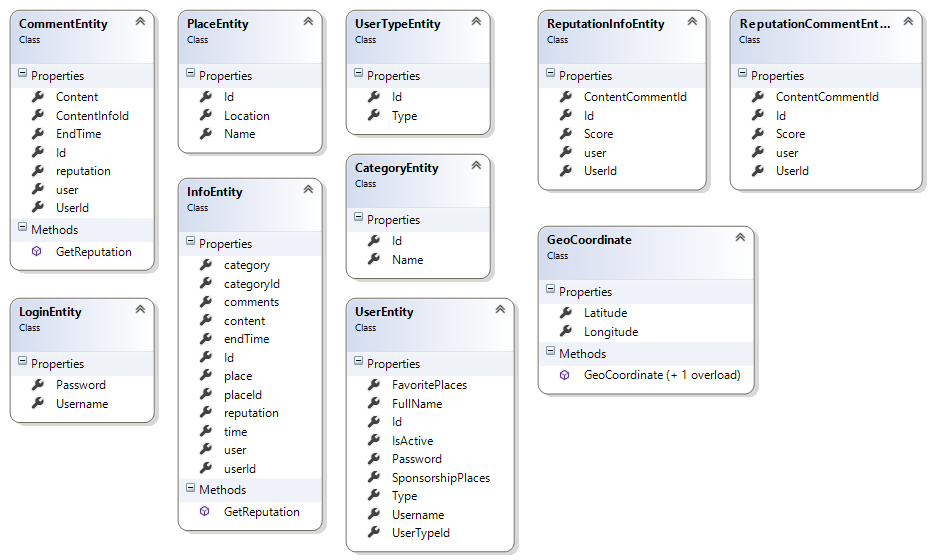 CommentEntity
Class
Properties
Content
ContentInfoId
EndTime
Id
reputation
user
UserId
Methods
GetReputation
LoginEntity
Class
Properties
Password
Username
PlaceEntity
Class
Properties
Id
Location
Name
InfoEntity
Class
Properties
category
categoryId
comments
content
endTime
Id
place
placeId
reputation
time
user
userId
Methods
GetReputation
UserTypeEntity
Class
Properties
Id
Type
CategoryEntity
Class
Properties
Id
Name
UserEntity
Class
Properties
FavoritePlaces
FullName
Id
IsActive
Password
SponsorshipPlaces
Type
Username
UserTypeId
ReputationInfoEntity
Class
Properties
ContentCommentId
Id
Score
user
UserId
ReputationCommentEnt...
Class
Properties
ContentCommentId
Id
Score
user
UserId
GeoCoordinate
Class
Properties
Latitude
Longitude
Methods
GeoCoordinate (+ 1 overload)